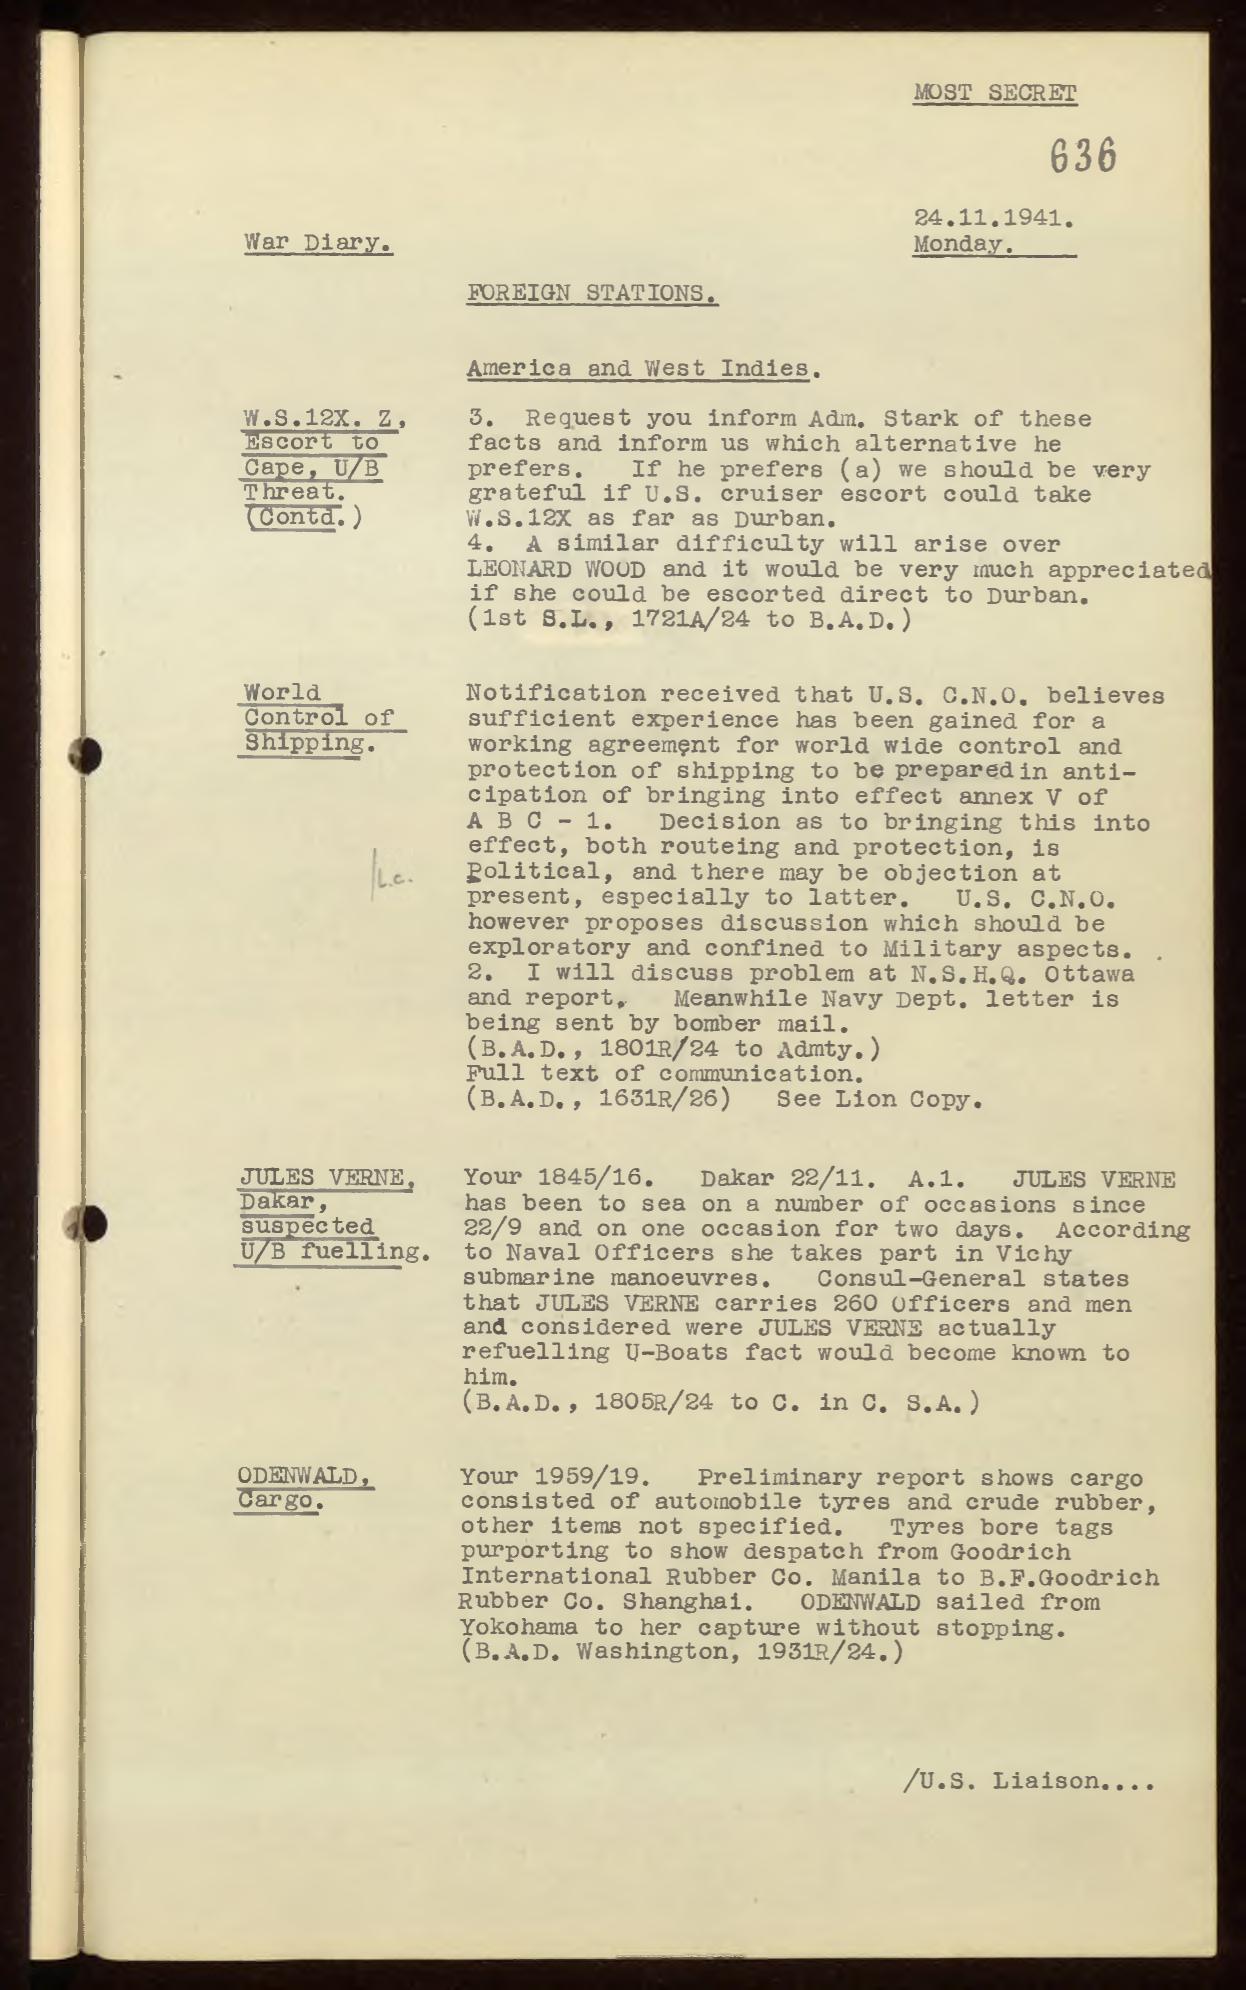 MOST SECRET
636
24.11.1941.
War Diary.
Monday.
FOREIGN STATIONS.
America and West Indies.
W.S.12X. Z,
Escort to
Cape, U/B
Threat.
(Contd.)
3. Request you inform Adm. Stark of these
facts and inform us which alternative he
prefers. If he prefers (a) we should be very
grateful if U.S. cruiser escort could take
W.S.12X as far as Durban.
4. A similar difficulty will arise over
LEONARD WOOD and it would be very much appreciated
if she could be escorted direct to Durban.
(1st S.L., 1721A/24 to B.A.D.)
World
Control of
Shipping.
Notification received that U.S. C.N.O. believes
sufficient experience has been gained for a
working agreement for world wide control and
protection of shipping to be prepared in anti-
cipation of bringing into effect annex V of
A B C - 1. Decision as to bringing this into
effect, both routeing and protection, is
Political, and there may be objection at
present, especially to latter. U.S. C.N.O.
however proposes discussion which should be
exploratory and confined to Military aspects.
2. I will discuss problem at N.S.H.Q. Ottawa
and report. Meanwhile Navy Dept. letter is
being sent by bomber mail.
(B.A.D., 1801R/24 to Admty.)
Full text of communication.
(B.A.D., 1631R/26) See Lion Copy.
/L.c.
JULES VERNE,
Dakar,
suspected
U/B fuelling.
Your 1845/16. Dakar 22/11. A.1. JULES VERNE
has been to sea on a number of occasions since
22/9 and on one occasion for two days. According
to Naval Officers she takes part in Vichy
submarine manoeuvres. Consul-General states
that JULES VERNE carries 260 Officers and men
and considered were JULES VERNE actually
refuelling U-Boats fact would become known to
him.
(B.A.D., 1805R/24 to C. in C. S.A.)
ODENWALD,
Cargo.
Your 1959/19. Preliminary report shows cargo
consisted of automobile tyres and crude rubber,
other items not specified. Tyres bore tags
purporting to show despatch from Goodrich
International Rubber Co. Manila to B.F.Goodrich
Rubber Co. Shanghai. ODENWALD sailed from
Yokohama to her capture without stopping.
(B.A.D. Washington, 1931R/24.)
/U.S. Liaison....